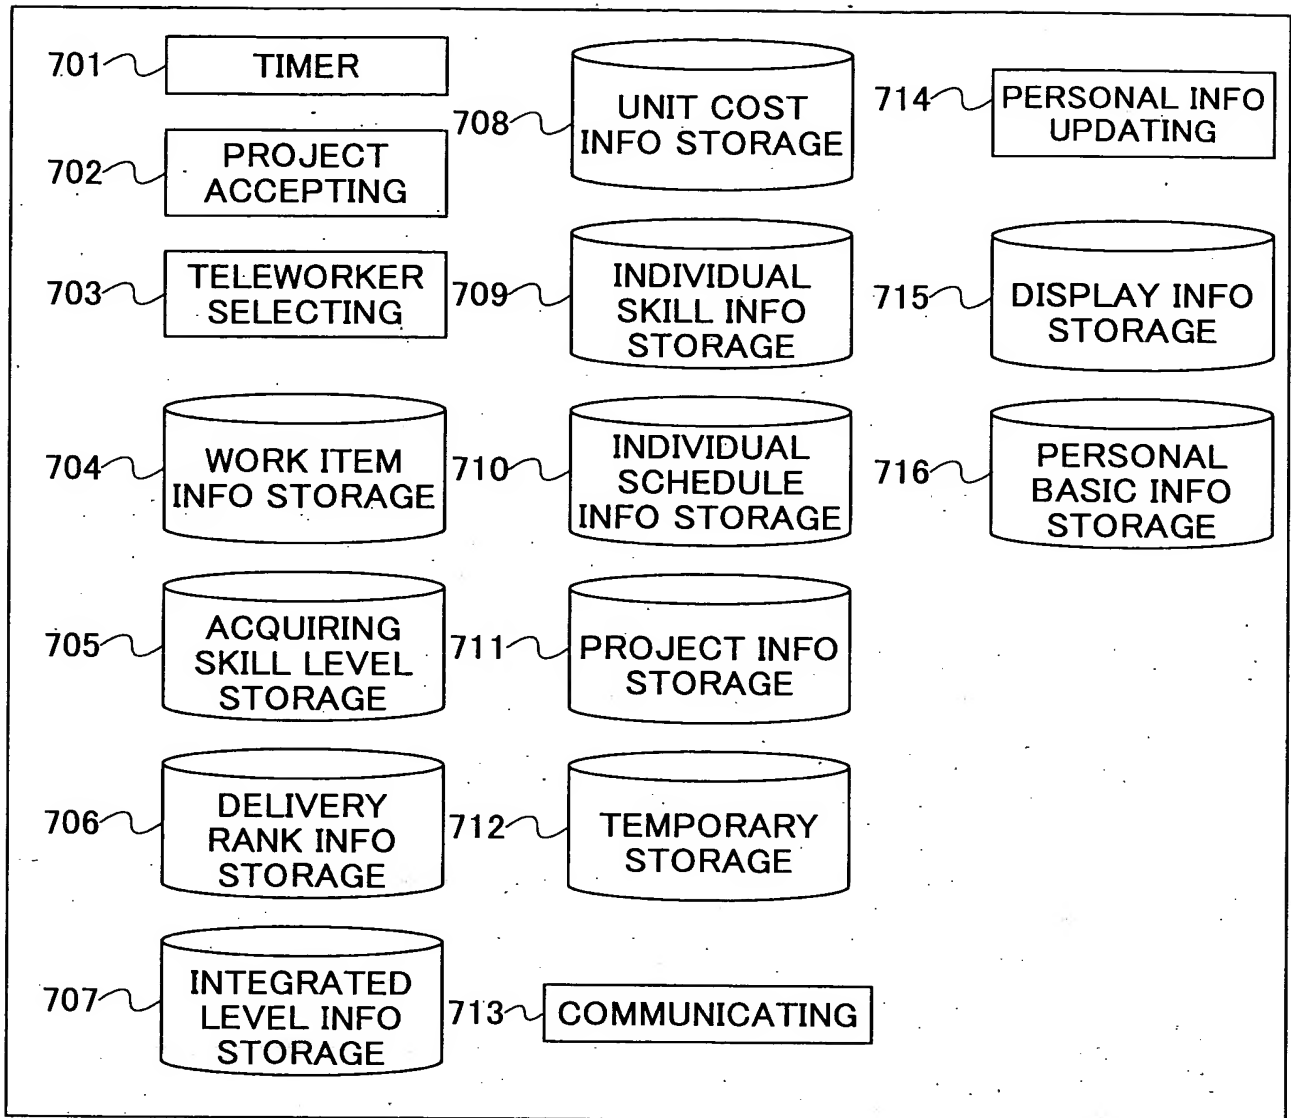 701
TIMER
702
PROJECT
ACCEPTING
703
TELEWORKER
SELECTING
704
WORK ITEM
INFO STORAGE
705
ACQUIRING
SKILL LEVEL
STORAGE
706
DELIVERY
RANK INFO
STORAGE
707
INTEGRATED
LEVEL INFO
STORAGE
708
UNIT COST
INFO STORAGE
709
INDIVIDUAL
SKILL INFO
STORAGE
710
INDIVIDUAL
SCHEDULE
INFO STORAGE
711
PROJECT INFO
STORAGE
712
TEMPORARY
STORAGE
713
COMMUNICATING
714
PERSONAL INFO
UPDATING
715
DISPLAY INFO
STORAGE
716
PERSONAL
BASIC INFO
STORAGE